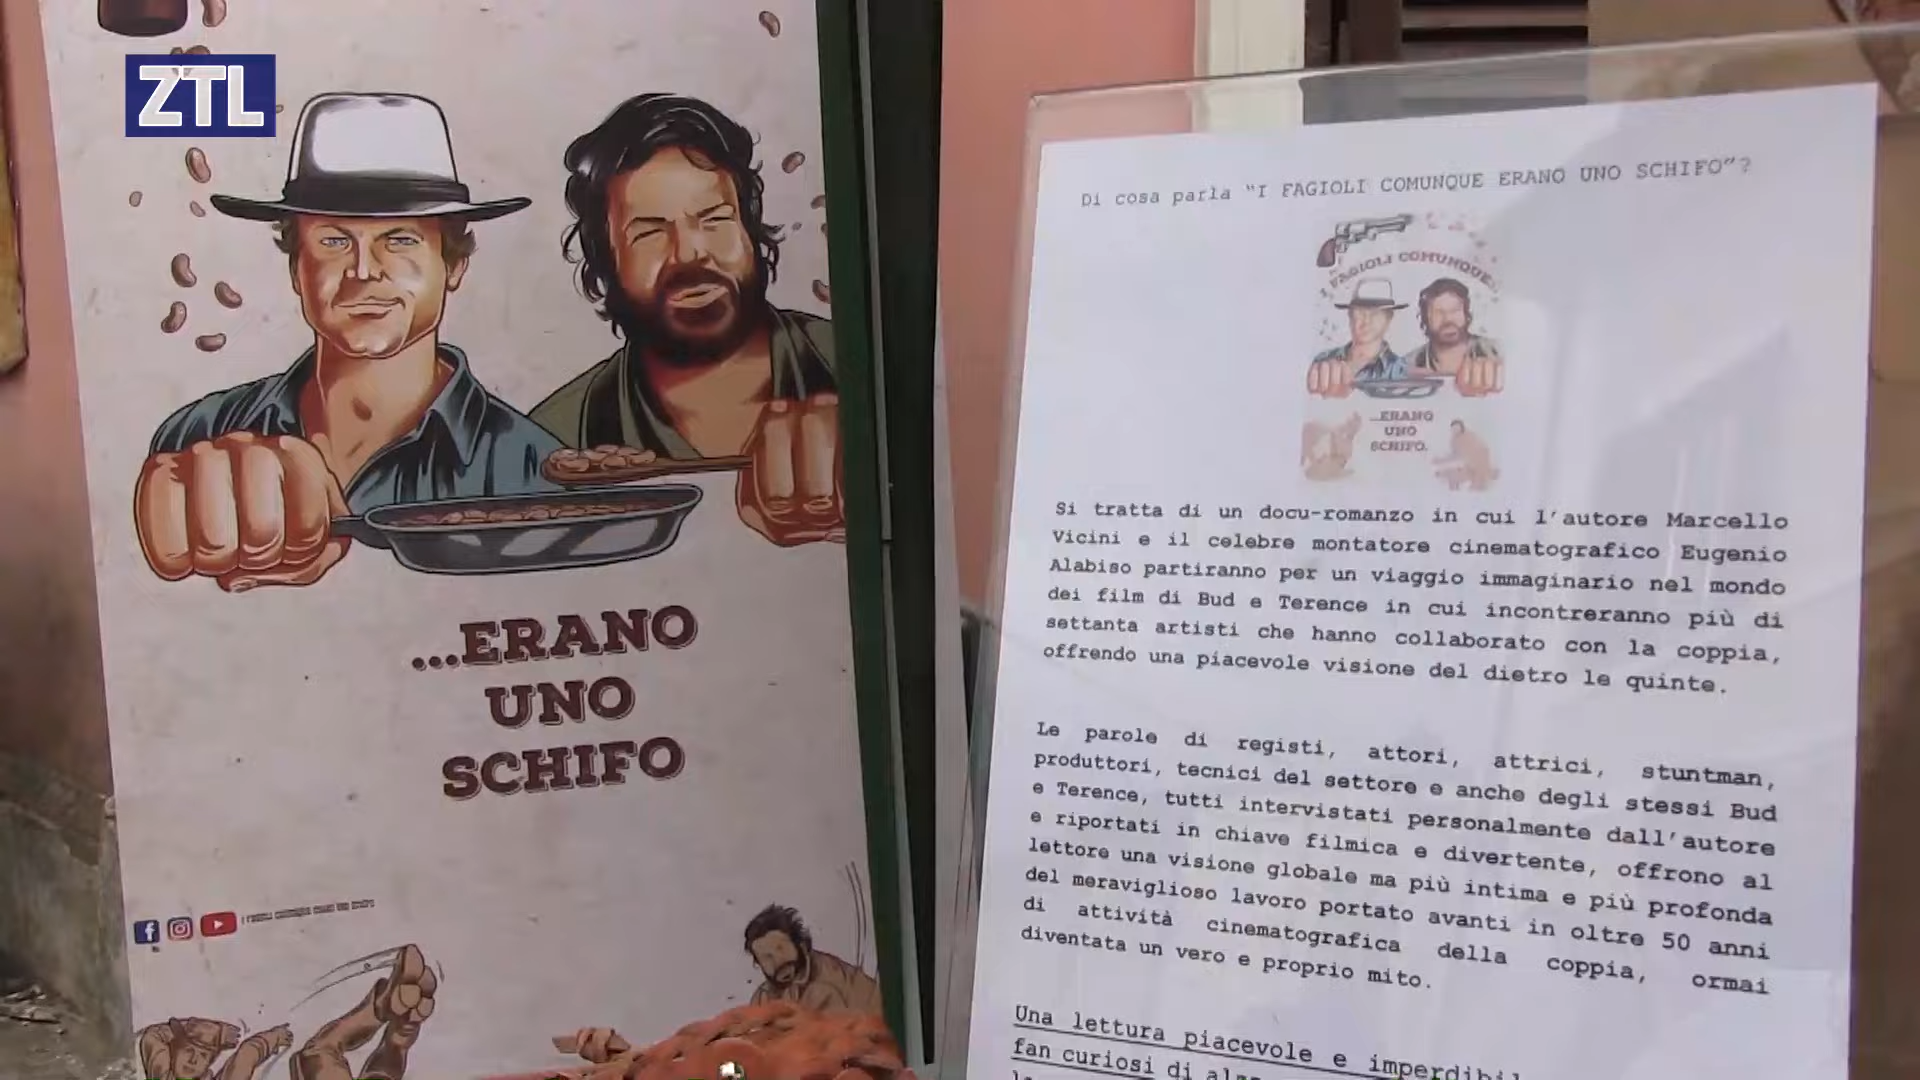 ZTL
...ERANO
UNO
SCHIFO
Di cosa parla "I FAGIOLI COMUNQUE ERANO UNO SCHIFO"?
I FAGIOLI COMUNQUE...
...ERANO
UNO
SCHIFO.
Si tratta di un docu-romanzo in cui l'autore Marcello
Vicini e il celebre montatore cinematografico Eugenio
Alabiso partiranno per un viaggio immaginario nel mondo
dei film di Bud e Terence in cui incontreranno più di
settanta artisti che hanno collaborato con la coppia,
offrendo una piacevole visione del dietro le quinte.
Le parole di registi, attori, attrici, stuntman,
produttori, tecnici del settore e anche degli stessi Bud
e Terence, tutti intervistati personalmente dall'autore
e riportati in chiave filmica e divertente, offrono al
lettore una visione globale ma più intima e più profonda
del meraviglioso lavoro portato avanti in oltre 50 anni
di attività cinematografica della coppia, ormai
diventata un vero e proprio mito.
Una lettura piacevole e
fan curiosi di